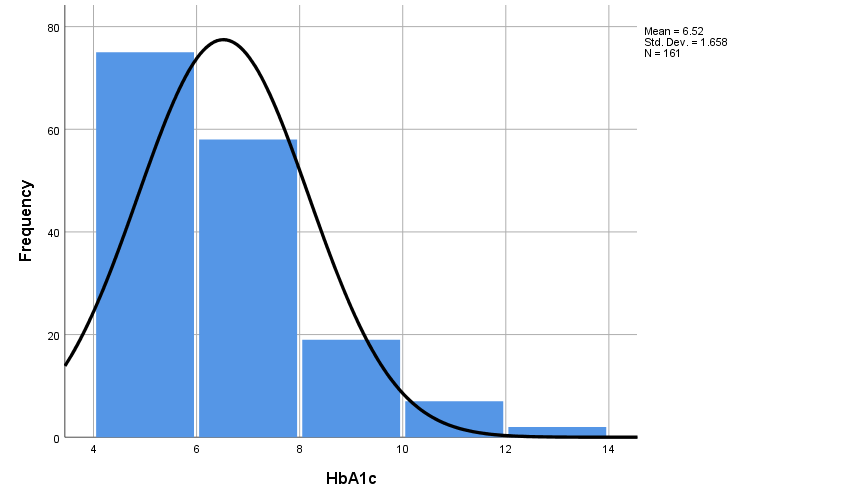 Mean = 6.52
Std. Dev. = 1.658
N = 161
80
60
40
20
0
Frequency
4 6 8 10 12 14
HbA1c